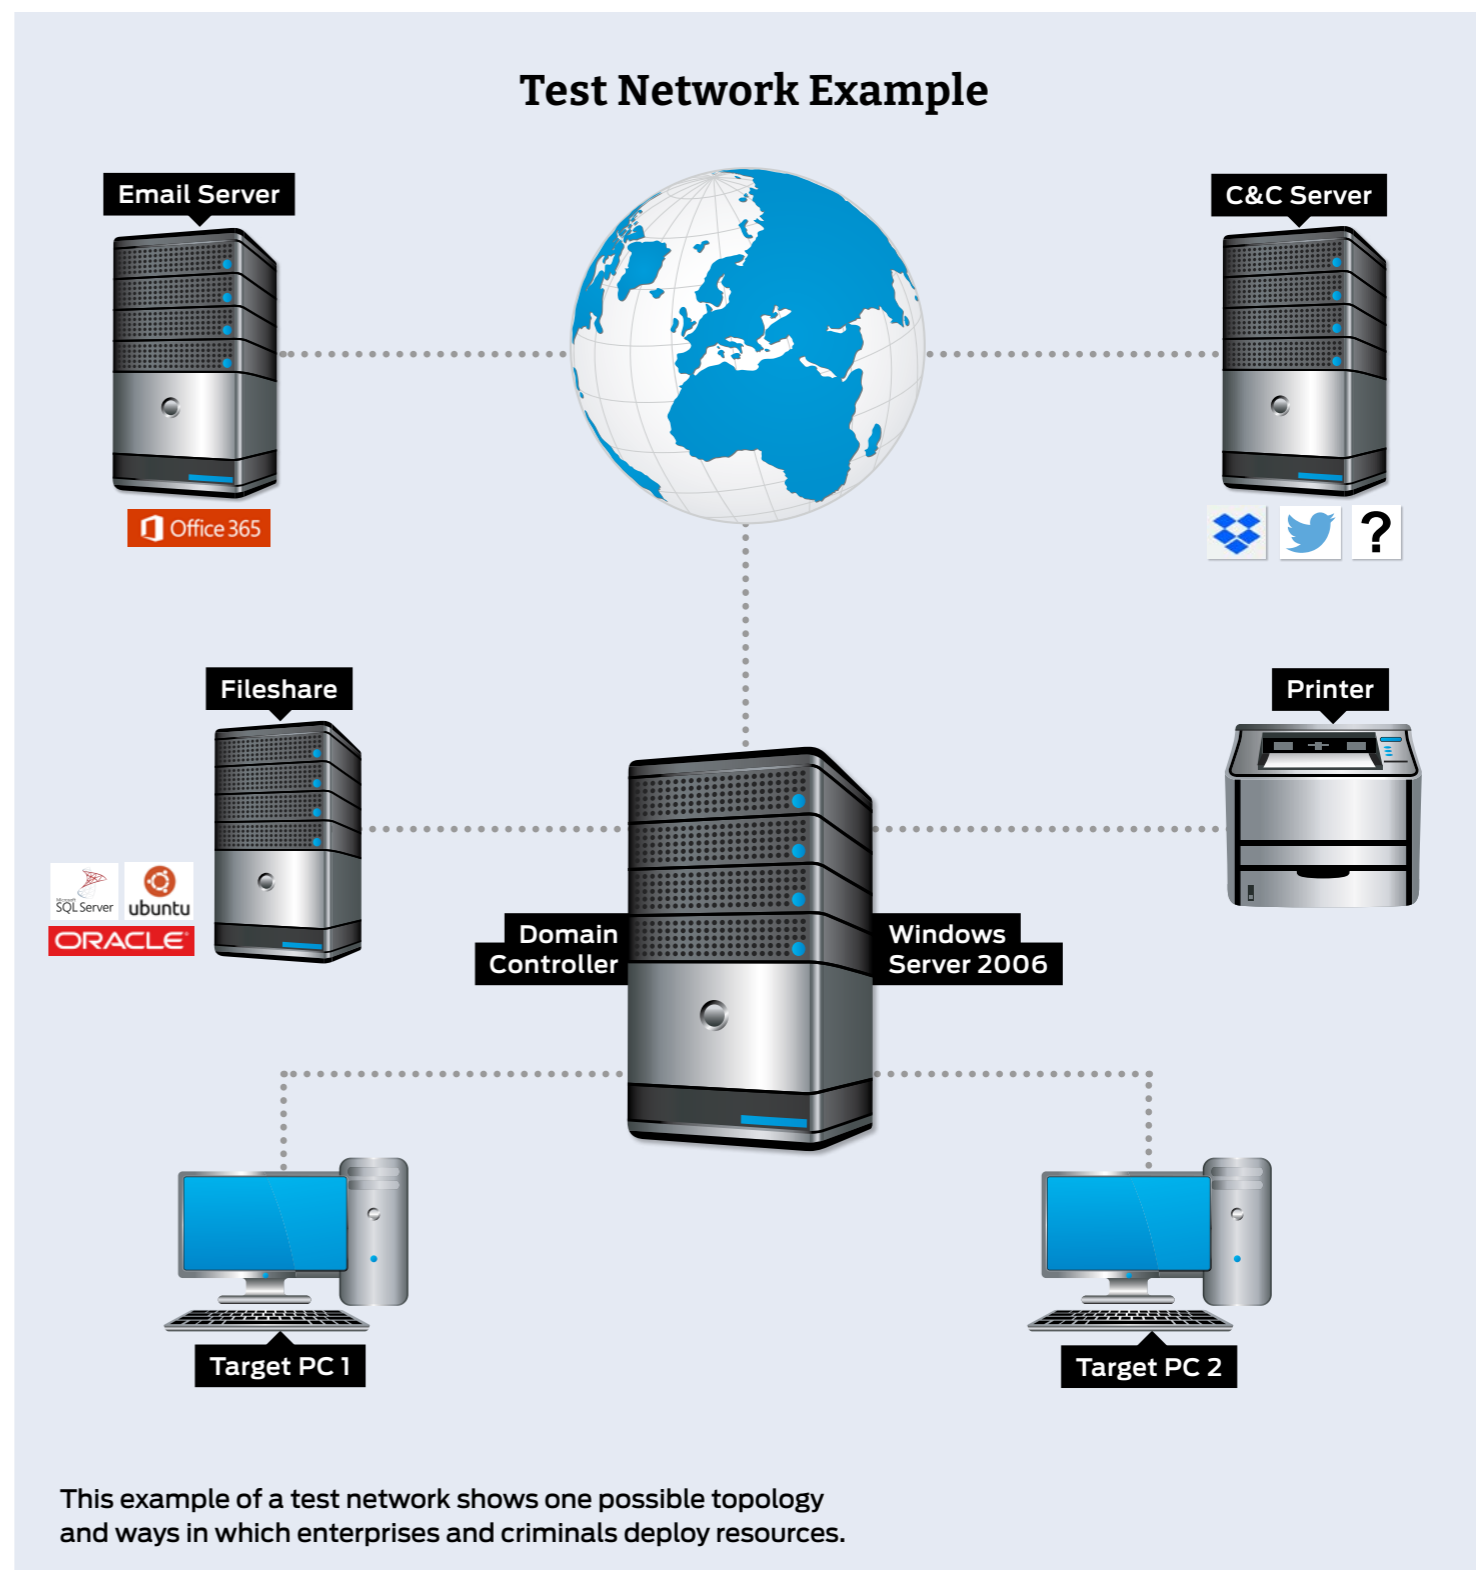 Test Network Example
Email Server
C&C Server
Office 365
?
Fileshare
Printer
Microsoft
SQL Server
ubuntu
ORACLE
Domain
Controller
Windows
Server 2006
Target PC 1
Target PC 2
This example of a test network shows one possible topology
and ways in which enterprises and criminals deploy resources.